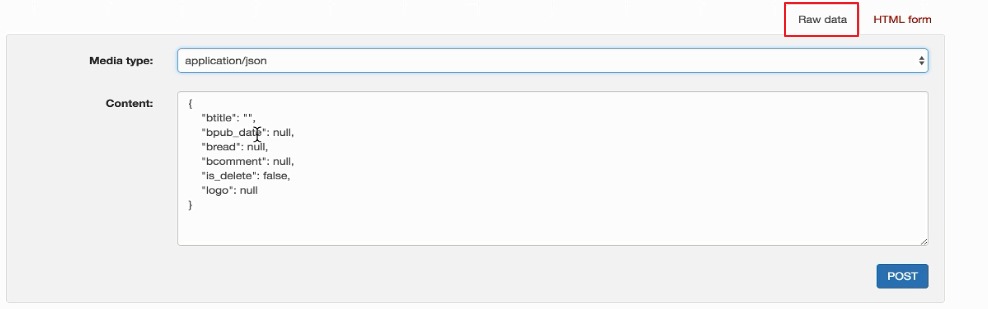 Raw data HTML form
Media type: application/json
Content: {
"btitle": "",
"bpub_date": null,
"bread": null,
"bcomment": null,
"is_delete": false,
"logo": null
}
POST